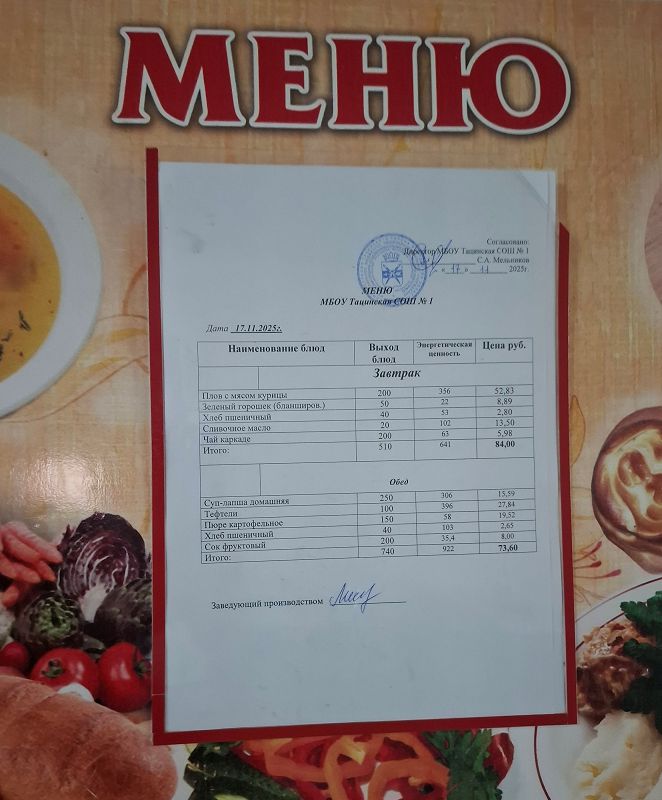 МЕНЮ
Согласовано:
Директор МБОУ Тацинская СОШ № 1
С.А. Мельников
« 17 » 11 2025г.
МЕНЮ
МБОУ Тацинская СОШ № 1
Дата 17.11.2025г.
Наименование блюд Выход блюд Энергетическая ценность Цена руб.
Завтрак
Плов с мясом курицы 200 356 52,83
Зеленый горошек (бланширов.) 50 22 8,89
Хлеб пшеничный 40 53 2,80
Сливочное масло 20 102 13,50
Чай каркаде 200 63 5,98
Итого: 510 641 84,00
Обед
Суп-лапша домашняя 250 306 15,59
Тефтели 100 396 27,84
Пюре картофельное 150 58 19,52
Хлеб пшеничный 40 103 2,65
Сок фруктовый 200 35,4 8,00
Итого: 740 922 73,60
Заведующий производством